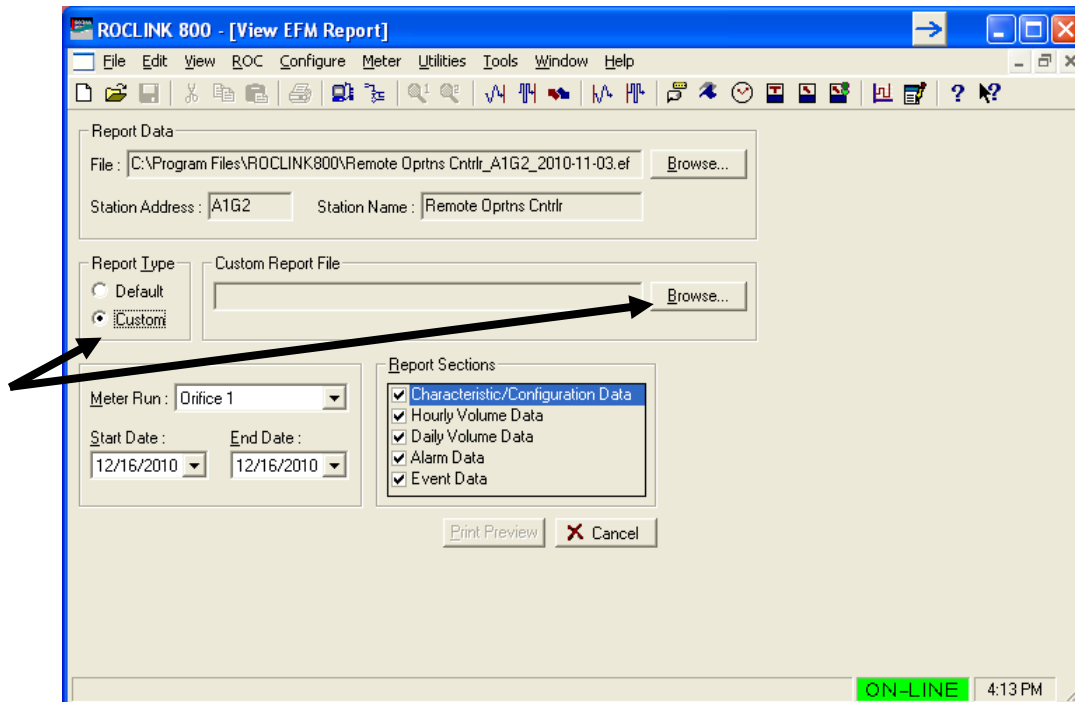 ROCLINK 800 - [View EFM Report]
File Edit View ROC Configure Meter Utilities Tools Window Help
Report Data
File : C:\Program Files\ROCLINK800\Remote Oprtns Cntrlr_A1G2_2010-11-03.ef Browse...
Station Address : A1G2 Station Name : Remote Oprtns Cntrlr
Report Type Custom Report File
Default
Browse...
Custom
Meter Run : Orifice 1
Start Date : End Date :
12/16/2010 12/16/2010
Report Sections
Characteristic/Configuration Data
Hourly Volume Data
Daily Volume Data
Alarm Data
Event Data
Print Preview Cancel
ON-LINE 4:13 PM